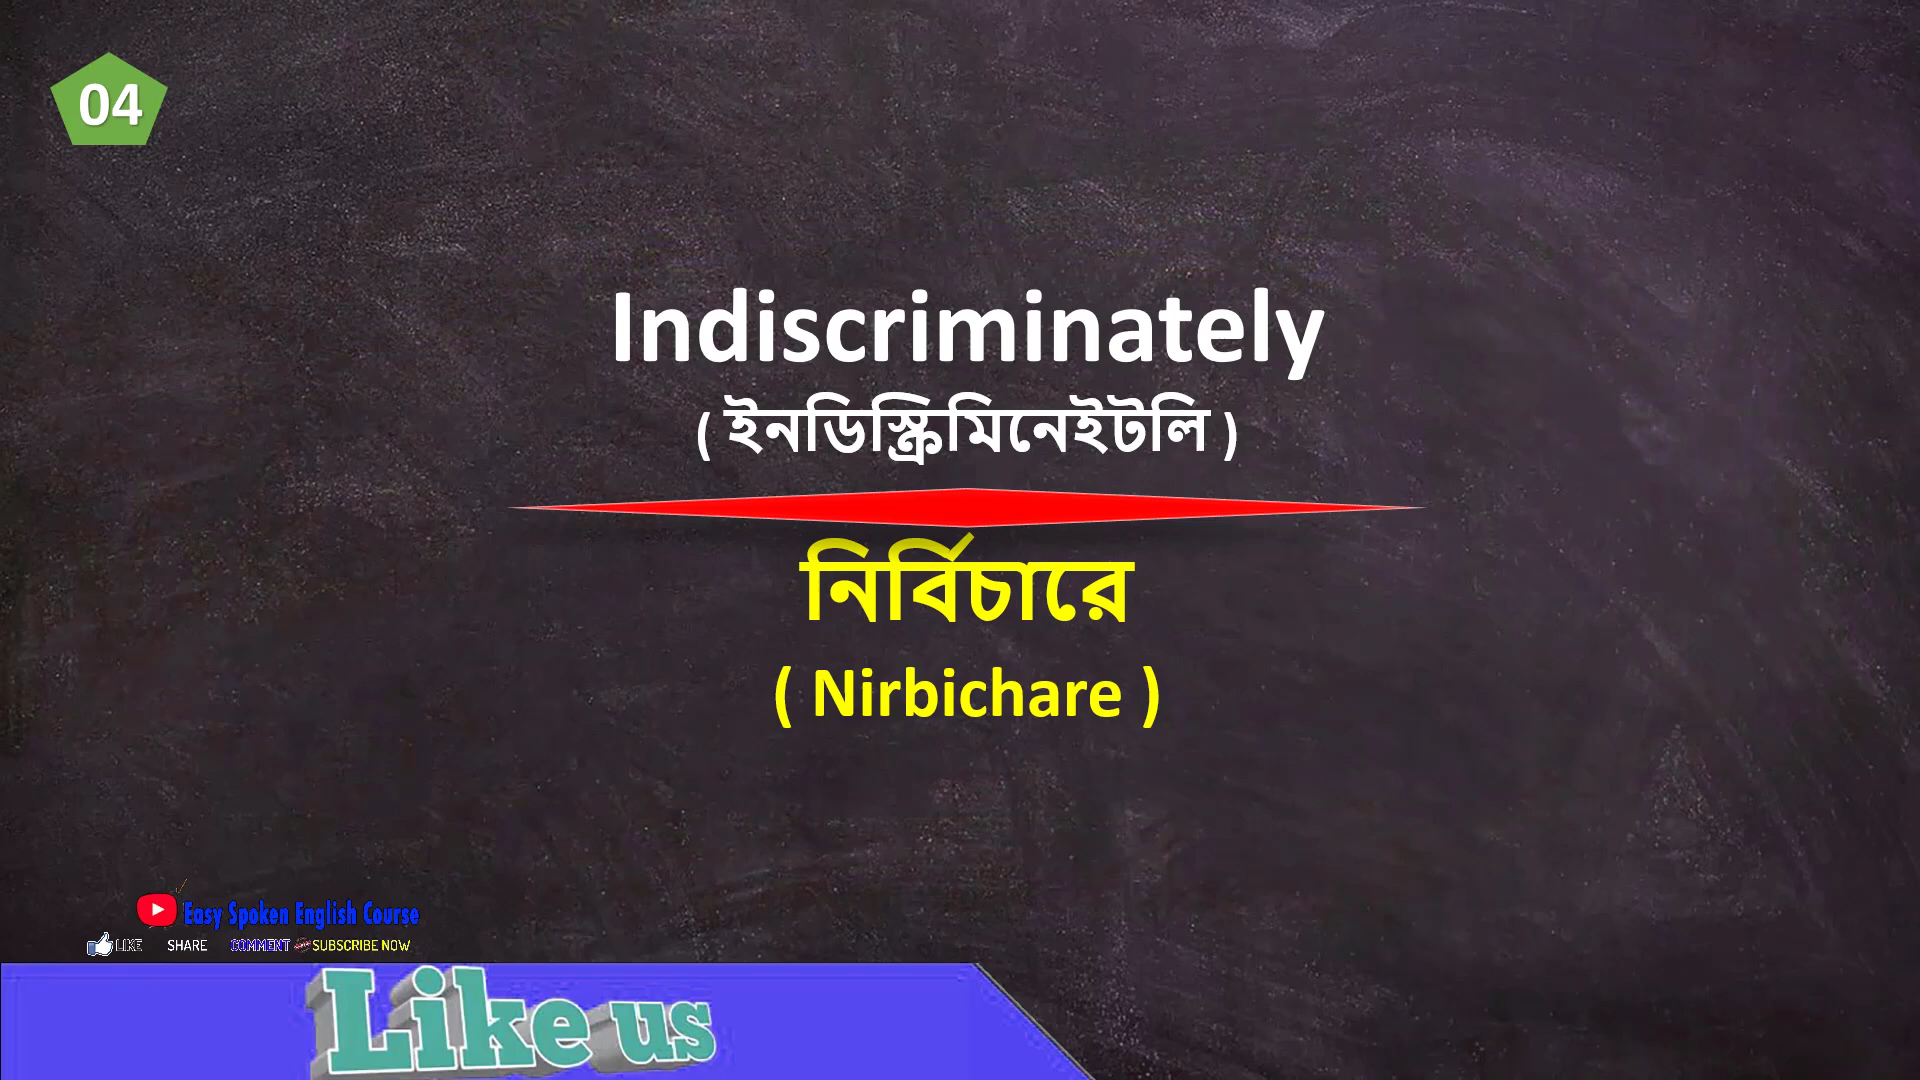 04
Indiscriminately
( ইনডিস্ক্রিমিনেইটলি )
নির্বিচারে
( Nirbichare )
Easy Spoken English Course
LIKE SHARE COMMENT SUBSCRIBE NOW
Like us